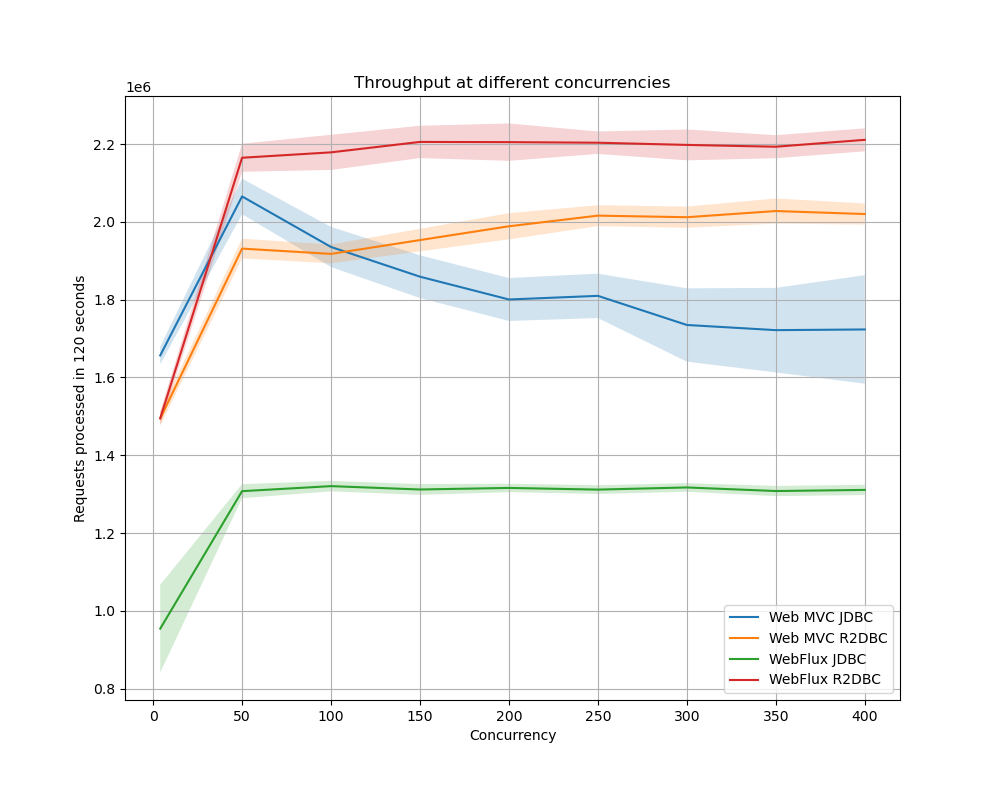 Throughput at different concurrencies
1e6
Requests processed in 120 seconds
2.2
2.0
1.8
1.6
1.4
1.2
1.0
0.8
0 50 100 150 200 250 300 350 400
Concurrency
Web MVC JDBC
Web MVC R2DBC
WebFlux JDBC
WebFlux R2DBC